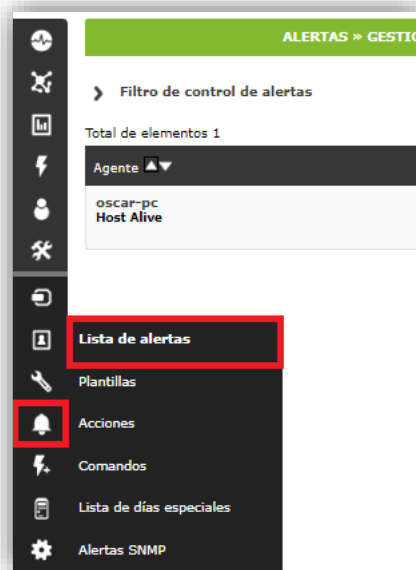 ALERTAS » GESTIÓ
Filtro de control de alertas
Total de elementos 1
Agente
oscar-pc
Host Alive
Lista de alertas
Plantillas
Acciones
Comandos
Lista de días especiales
Alertas SNMP